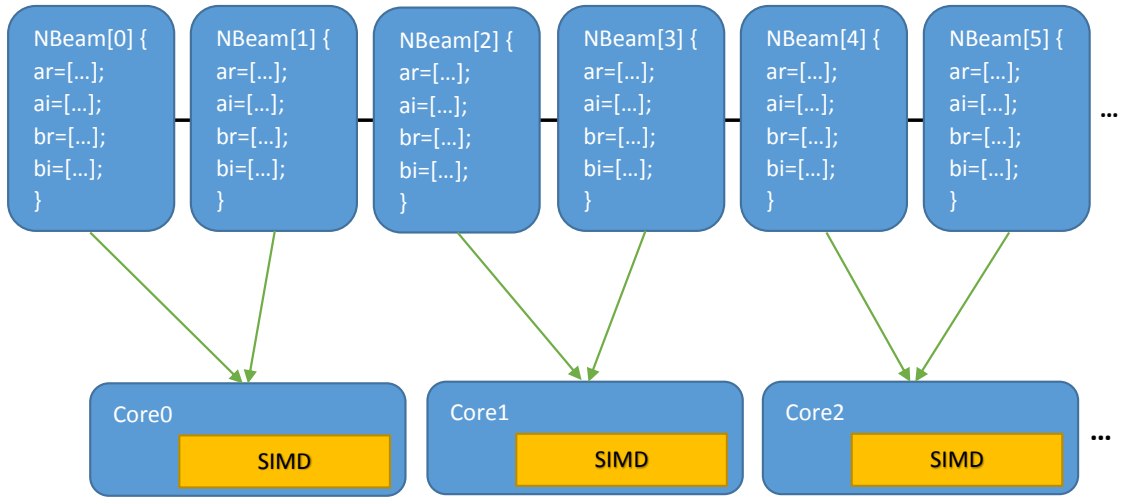 NBeam[0] {
ar=[…];
ai=[…];
br=[…];
bi=[…];
}
NBeam[1] {
ar=[…];
ai=[…];
br=[…];
bi=[…];
}
NBeam[2] {
ar=[…];
ai=[…];
br=[…];
bi=[…];
}
NBeam[3] {
ar=[…];
ai=[…];
br=[…];
bi=[…];
}
NBeam[4] {
ar=[…];
ai=[…];
br=[…];
bi=[…];
}
NBeam[5] {
ar=[…];
ai=[…];
br=[…];
bi=[…];
}
…
Core0
SIMD
Core1
SIMD
Core2
SIMD
…